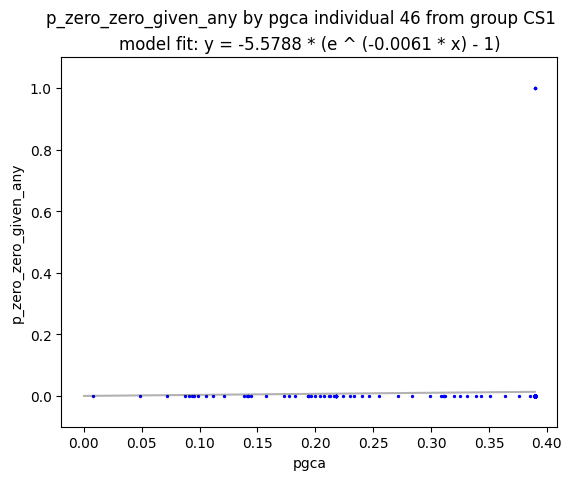 p_zero_zero_given_any by pgca individual 46 from group CS1
model fit: y = -5.5788 * (e ^ (-0.0061 * x) - 1)
1.0
0.8
0.6
0.4
0.2
0.0
p_zero_zero_given_any
0.00 0.05 0.10 0.15 0.20 0.25 0.30 0.35 0.40
pgca